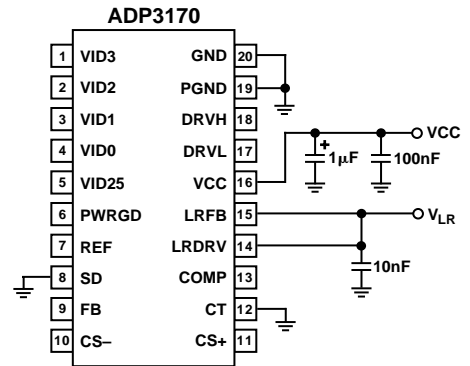 ADP3170
1 VID3 GND 20
2 VID2 PGND 19
3 VID1 DRVH 18
4 VID0 DRVL 17
5 VID25 VCC 16
6 PWRGD LRFB 15
7 REF LRDRV 14
8 SD COMP 13
9 FB CT 12
10 CS– CS+ 11
VCC
+
1μF
100nF
VLR
10nF